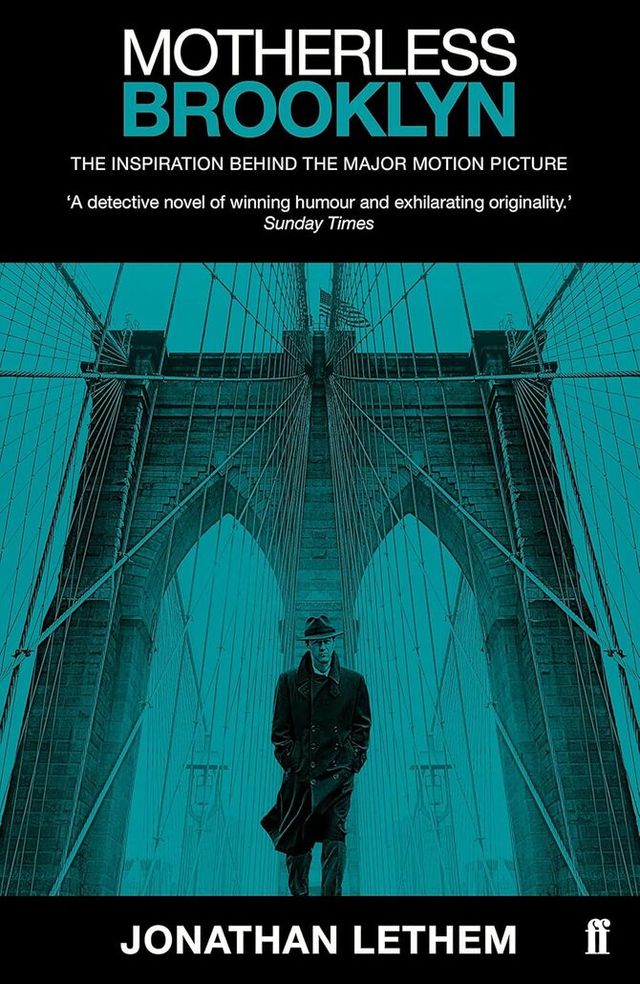 MOTHERLESS
BROOKLYN
THE INSPIRATION BEHIND THE MAJOR MOTION PICTURE
‘A detective novel of winning humour and exhilarating originality.’
Sunday Times
JONATHAN LETHEM
ff